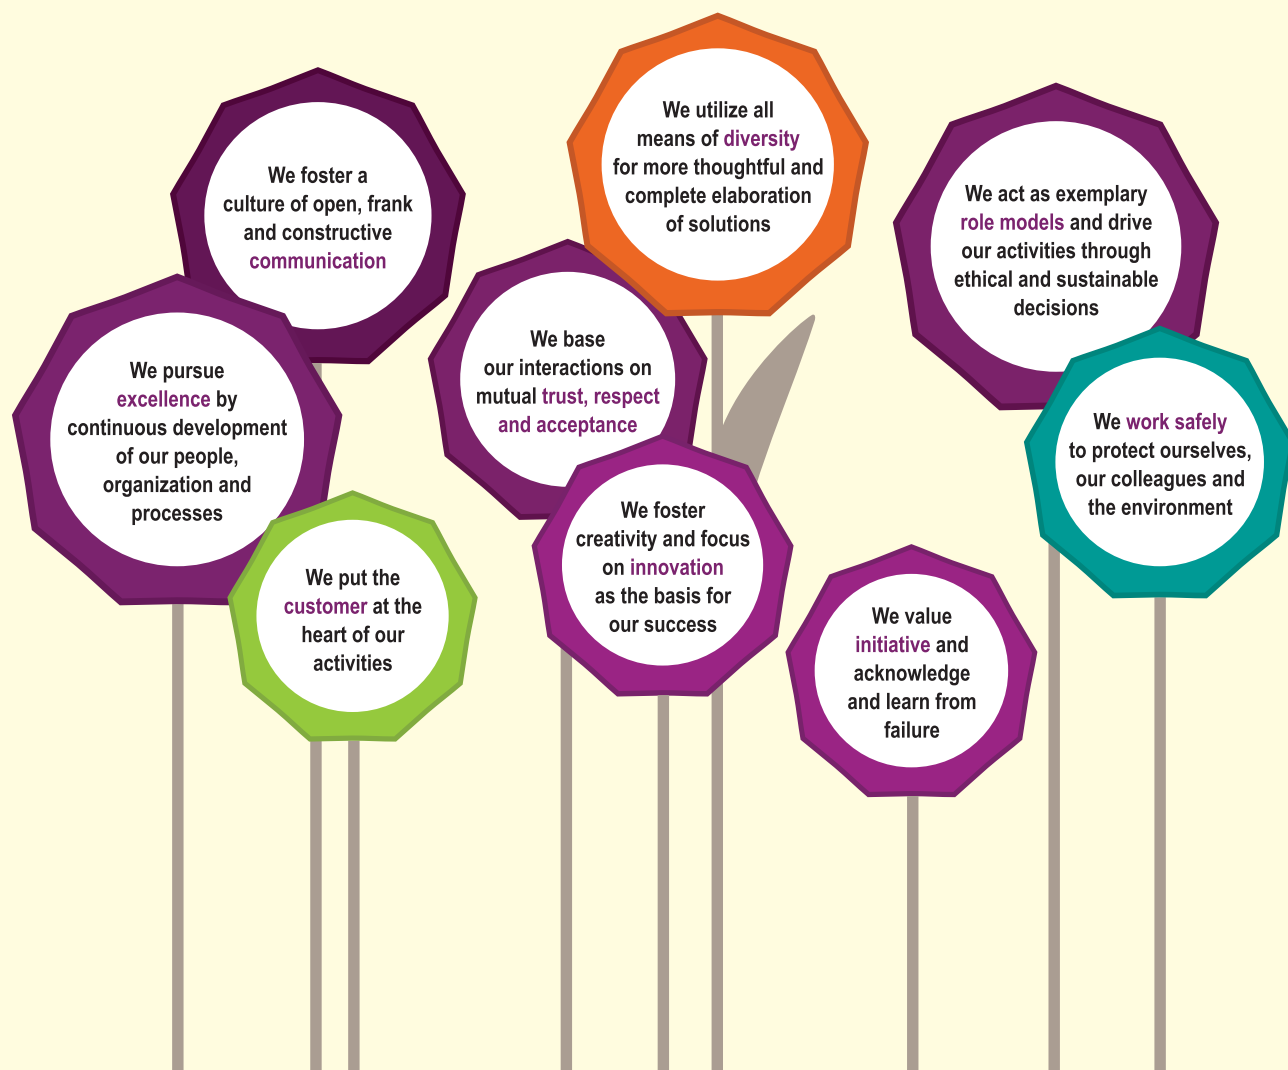 We foster a
culture of open, frank
and constructive
communication
We utilize all
means of diversity
for more thoughtful and
complete elaboration
of solutions
We act as exemplary
role models and drive
our activities through
ethical and sustainable
decisions
We pursue
excellence by
continuous development
of our people,
organization and
processes
We base
our interactions on
mutual trust, respect
and acceptance
We work safely
to protect ourselves,
our colleagues and
the environment
We put the
customer at the
heart of our
activities
We foster
creativity and focus
on innovation
as the basis for
our success
We value
initiative and
acknowledge
and learn from
failure